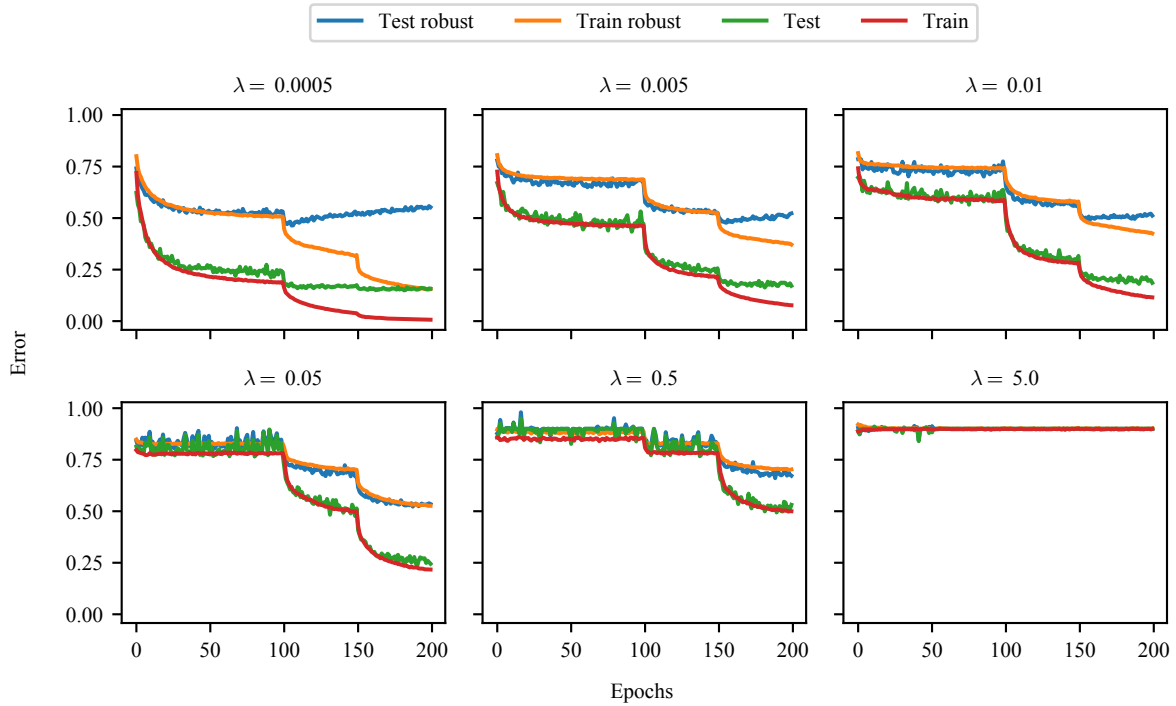 Test robust Train robust Test Train
λ = 0.0005 λ = 0.005 λ = 0.01
1.00
0.75
0.50
0.25
0.00
Error
λ = 0.05 λ = 0.5 λ = 5.0
1.00
0.75
0.50
0.25
0.00
0 50 100 150 200 0 50 100 150 200 0 50 100 150 200
Epochs